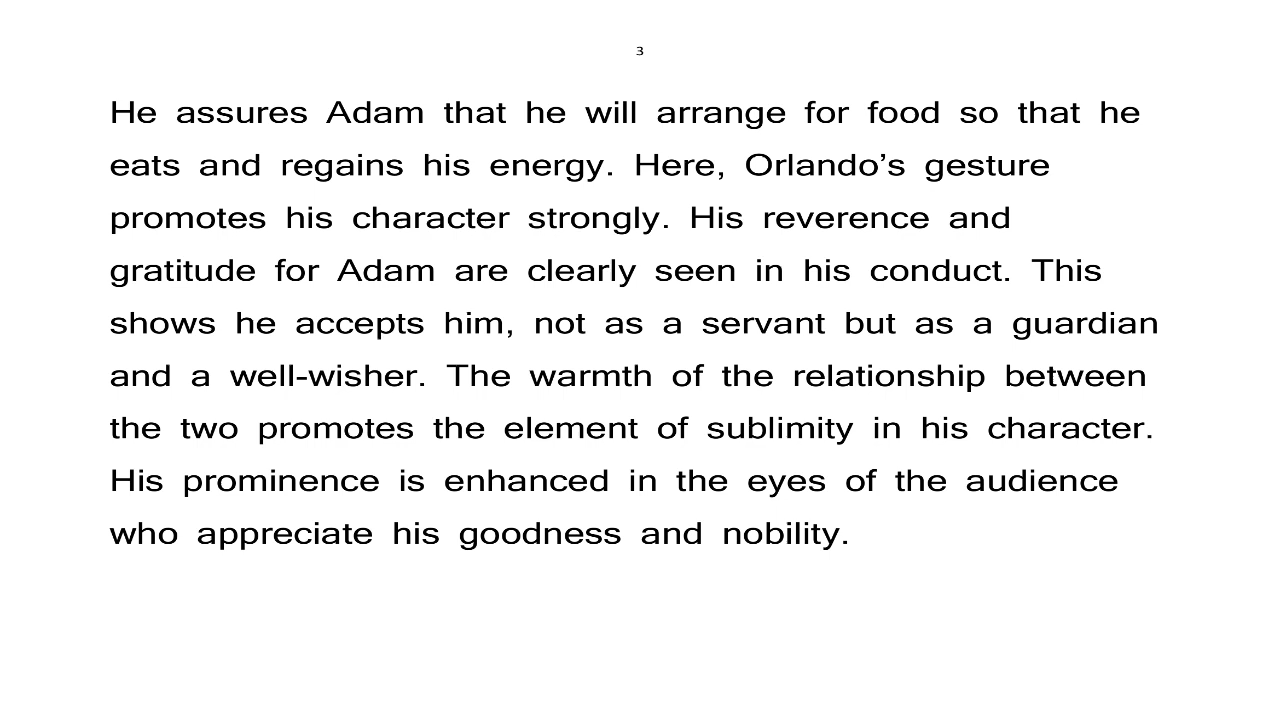 3
He assures Adam that he will arrange for food so that he
eats and regains his energy. Here, Orlando’s gesture
promotes his character strongly. His reverence and
gratitude for Adam are clearly seen in his conduct. This
shows he accepts him, not as a servant but as a guardian
and a well-wisher. The warmth of the relationship between
the two promotes the element of sublimity in his character.
His prominence is enhanced in the eyes of the audience
who appreciate his goodness and nobility.